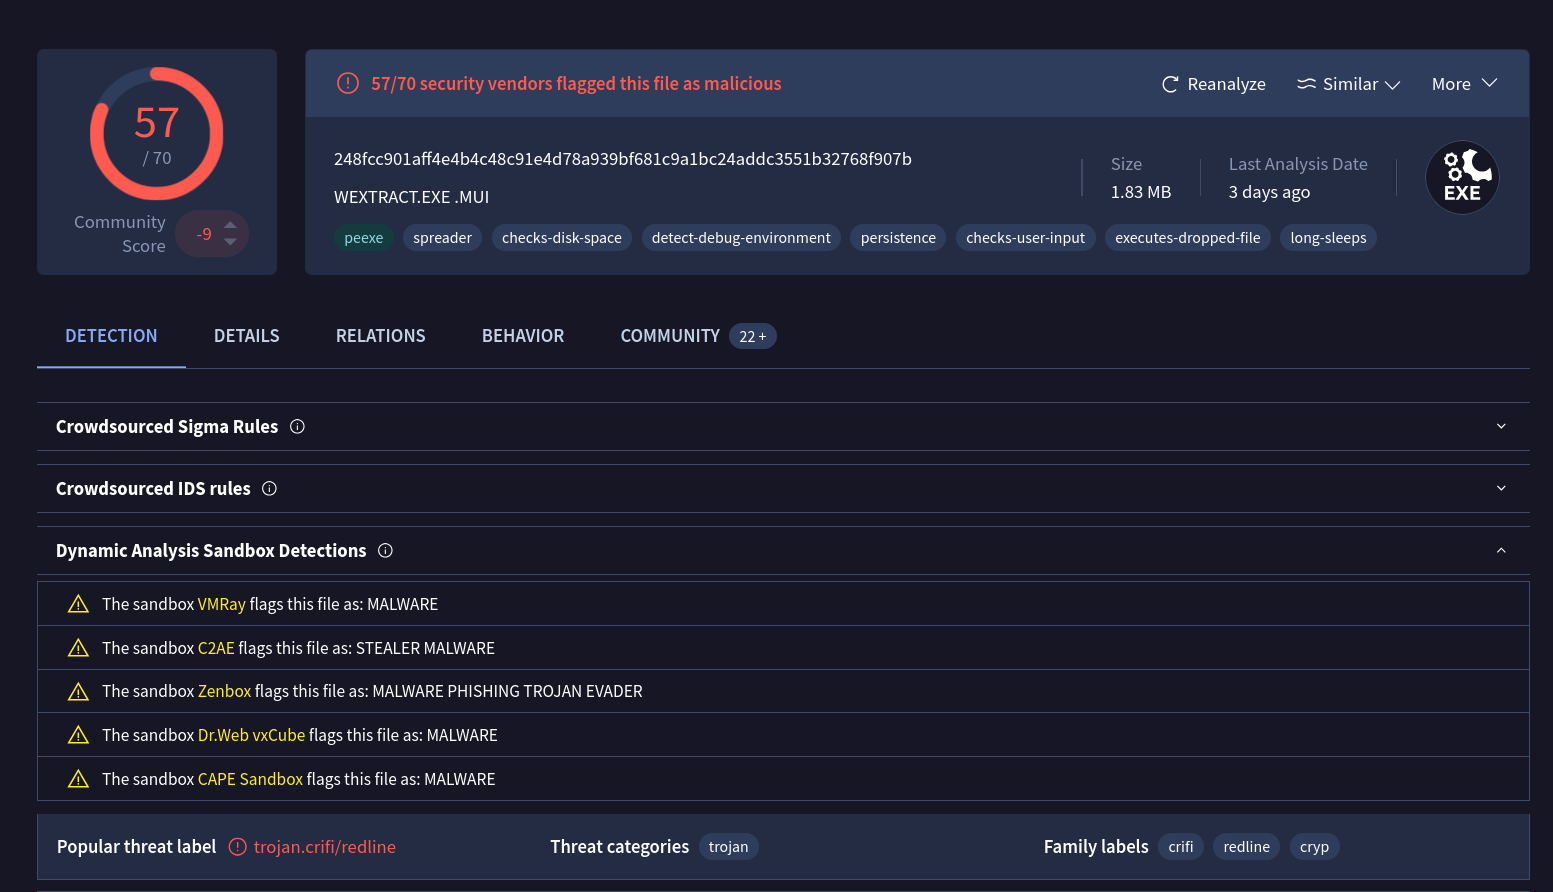 57
/ 70
Community Score
-9
57/70 security vendors flagged this file as malicious
Reanalyze
Similar
More
248fcc901aff4e4b4c48c91e4d78a939bf681c9a1bc24addc3551b32768f907b
WEXTRACT.EXE .MUI
Size
1.83 MB
Last Analysis Date
3 days ago
EXE
peexe spreader checks-disk-space detect-debug-environment persistence checks-user-input executes-dropped-file long-sleeps
DETECTION DETAILS RELATIONS BEHAVIOR COMMUNITY 22 +
Crowdsourced Sigma Rules
Crowdsourced IDS rules
Dynamic Analysis Sandbox Detections
The sandbox VMRay flags this file as: MALWARE
The sandbox C2AE flags this file as: STEALER MALWARE
The sandbox Zenbox flags this file as: MALWARE PHISHING TROJAN EVADER
The sandbox Dr.Web vxCube flags this file as: MALWARE
The sandbox CAPE Sandbox flags this file as: MALWARE
Popular threat label trojan.crifi/redline Threat categories trojan Family labels crifi redline cryp